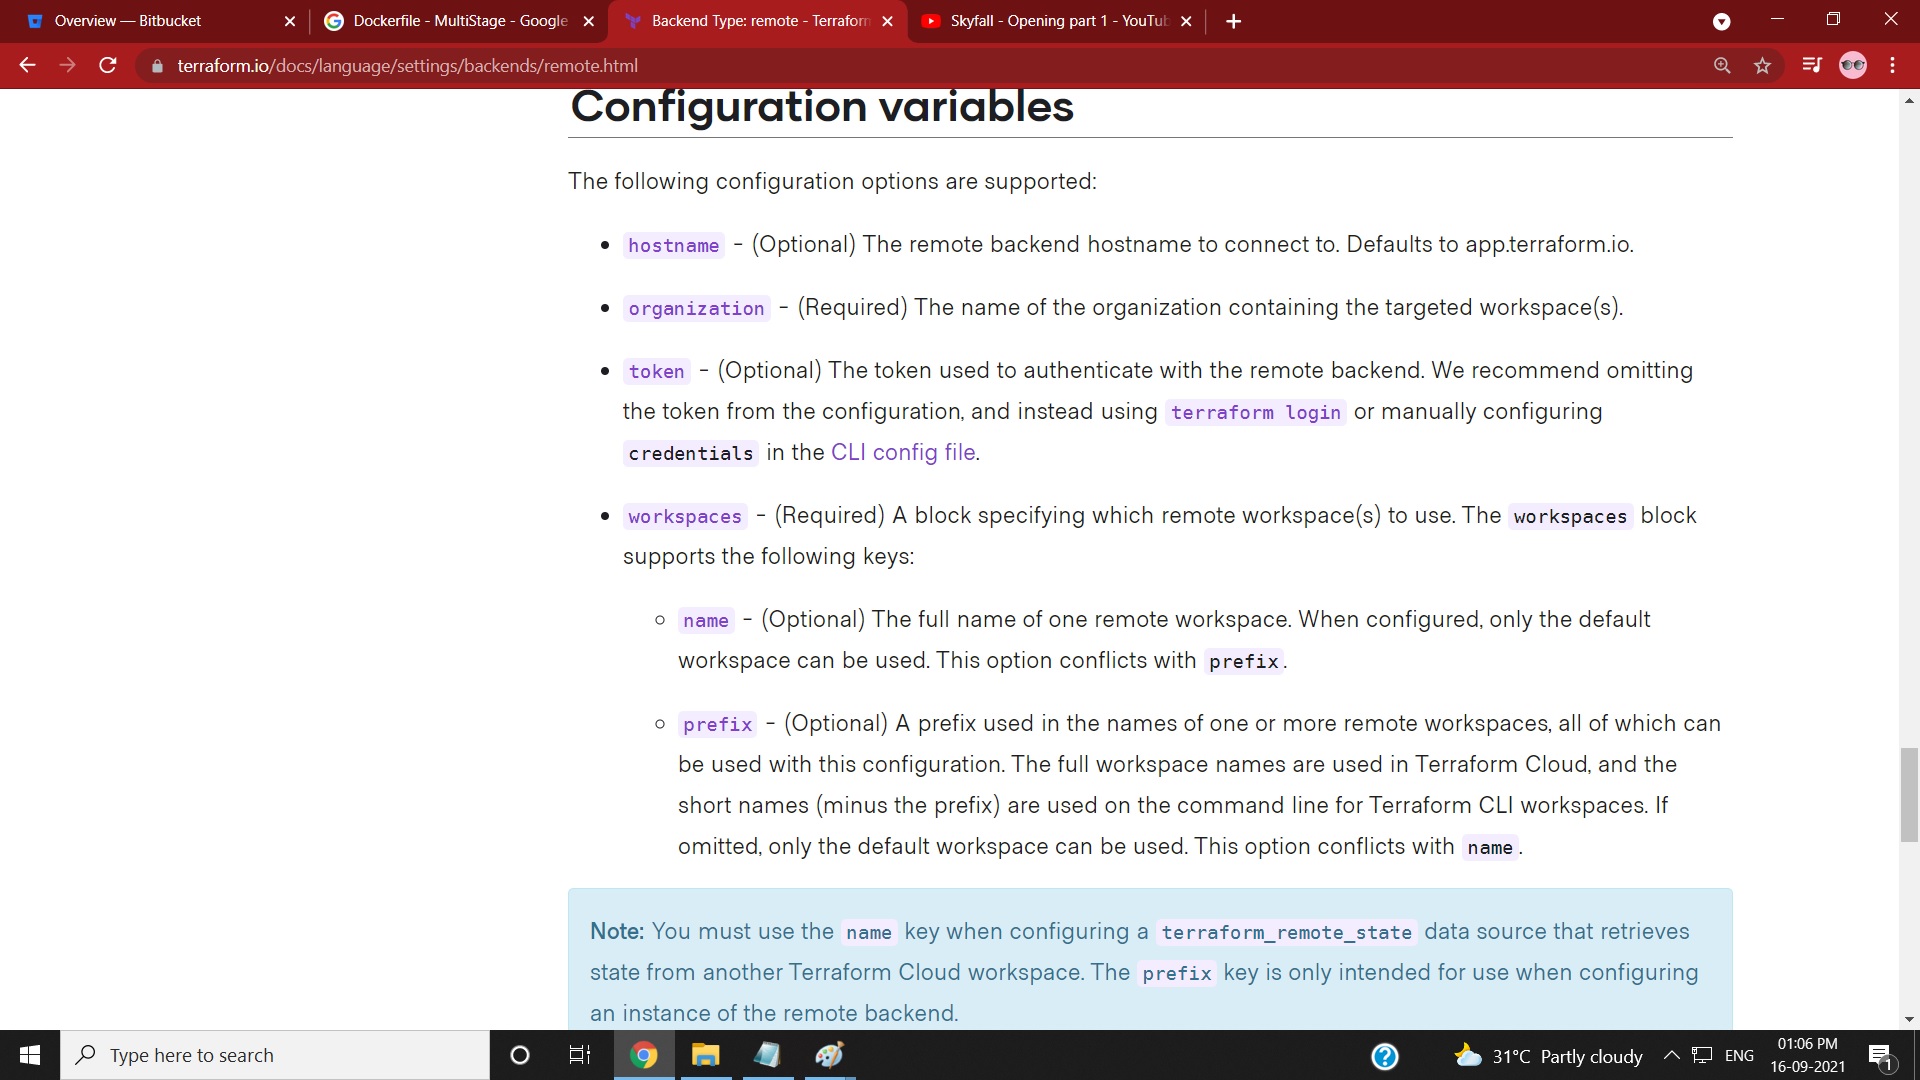 Overview — Bitbucket
Dockerfile - MultiStage - Google
Backend Type: remote - Terraform
Skyfall - Opening part 1 - YouTub
terraform.io/docs/language/settings/backends/remote.html
Configuration variables
The following configuration options are supported:
hostname - (Optional) The remote backend hostname to connect to. Defaults to app.terraform.io.
organization - (Required) The name of the organization containing the targeted workspace(s).
token - (Optional) The token used to authenticate with the remote backend. We recommend omitting
the token from the configuration, and instead using terraform login or manually configuring
credentials in the CLI config file.
workspaces - (Required) A block specifying which remote workspace(s) to use. The workspaces block
supports the following keys:
name - (Optional) The full name of one remote workspace. When configured, only the default
workspace can be used. This option conflicts with prefix.
prefix - (Optional) A prefix used in the names of one or more remote workspaces, all of which can
be used with this configuration. The full workspace names are used in Terraform Cloud, and the
short names (minus the prefix) are used on the command line for Terraform CLI workspaces. If
omitted, only the default workspace can be used. This option conflicts with name.
Note: You must use the name key when configuring a terraform_remote_state data source that retrieves
state from another Terraform Cloud workspace. The prefix key is only intended for use when configuring
an instance of the remote backend.
Type here to search
31°C Partly cloudy
ENG
01:06 PM
16-09-2021
1